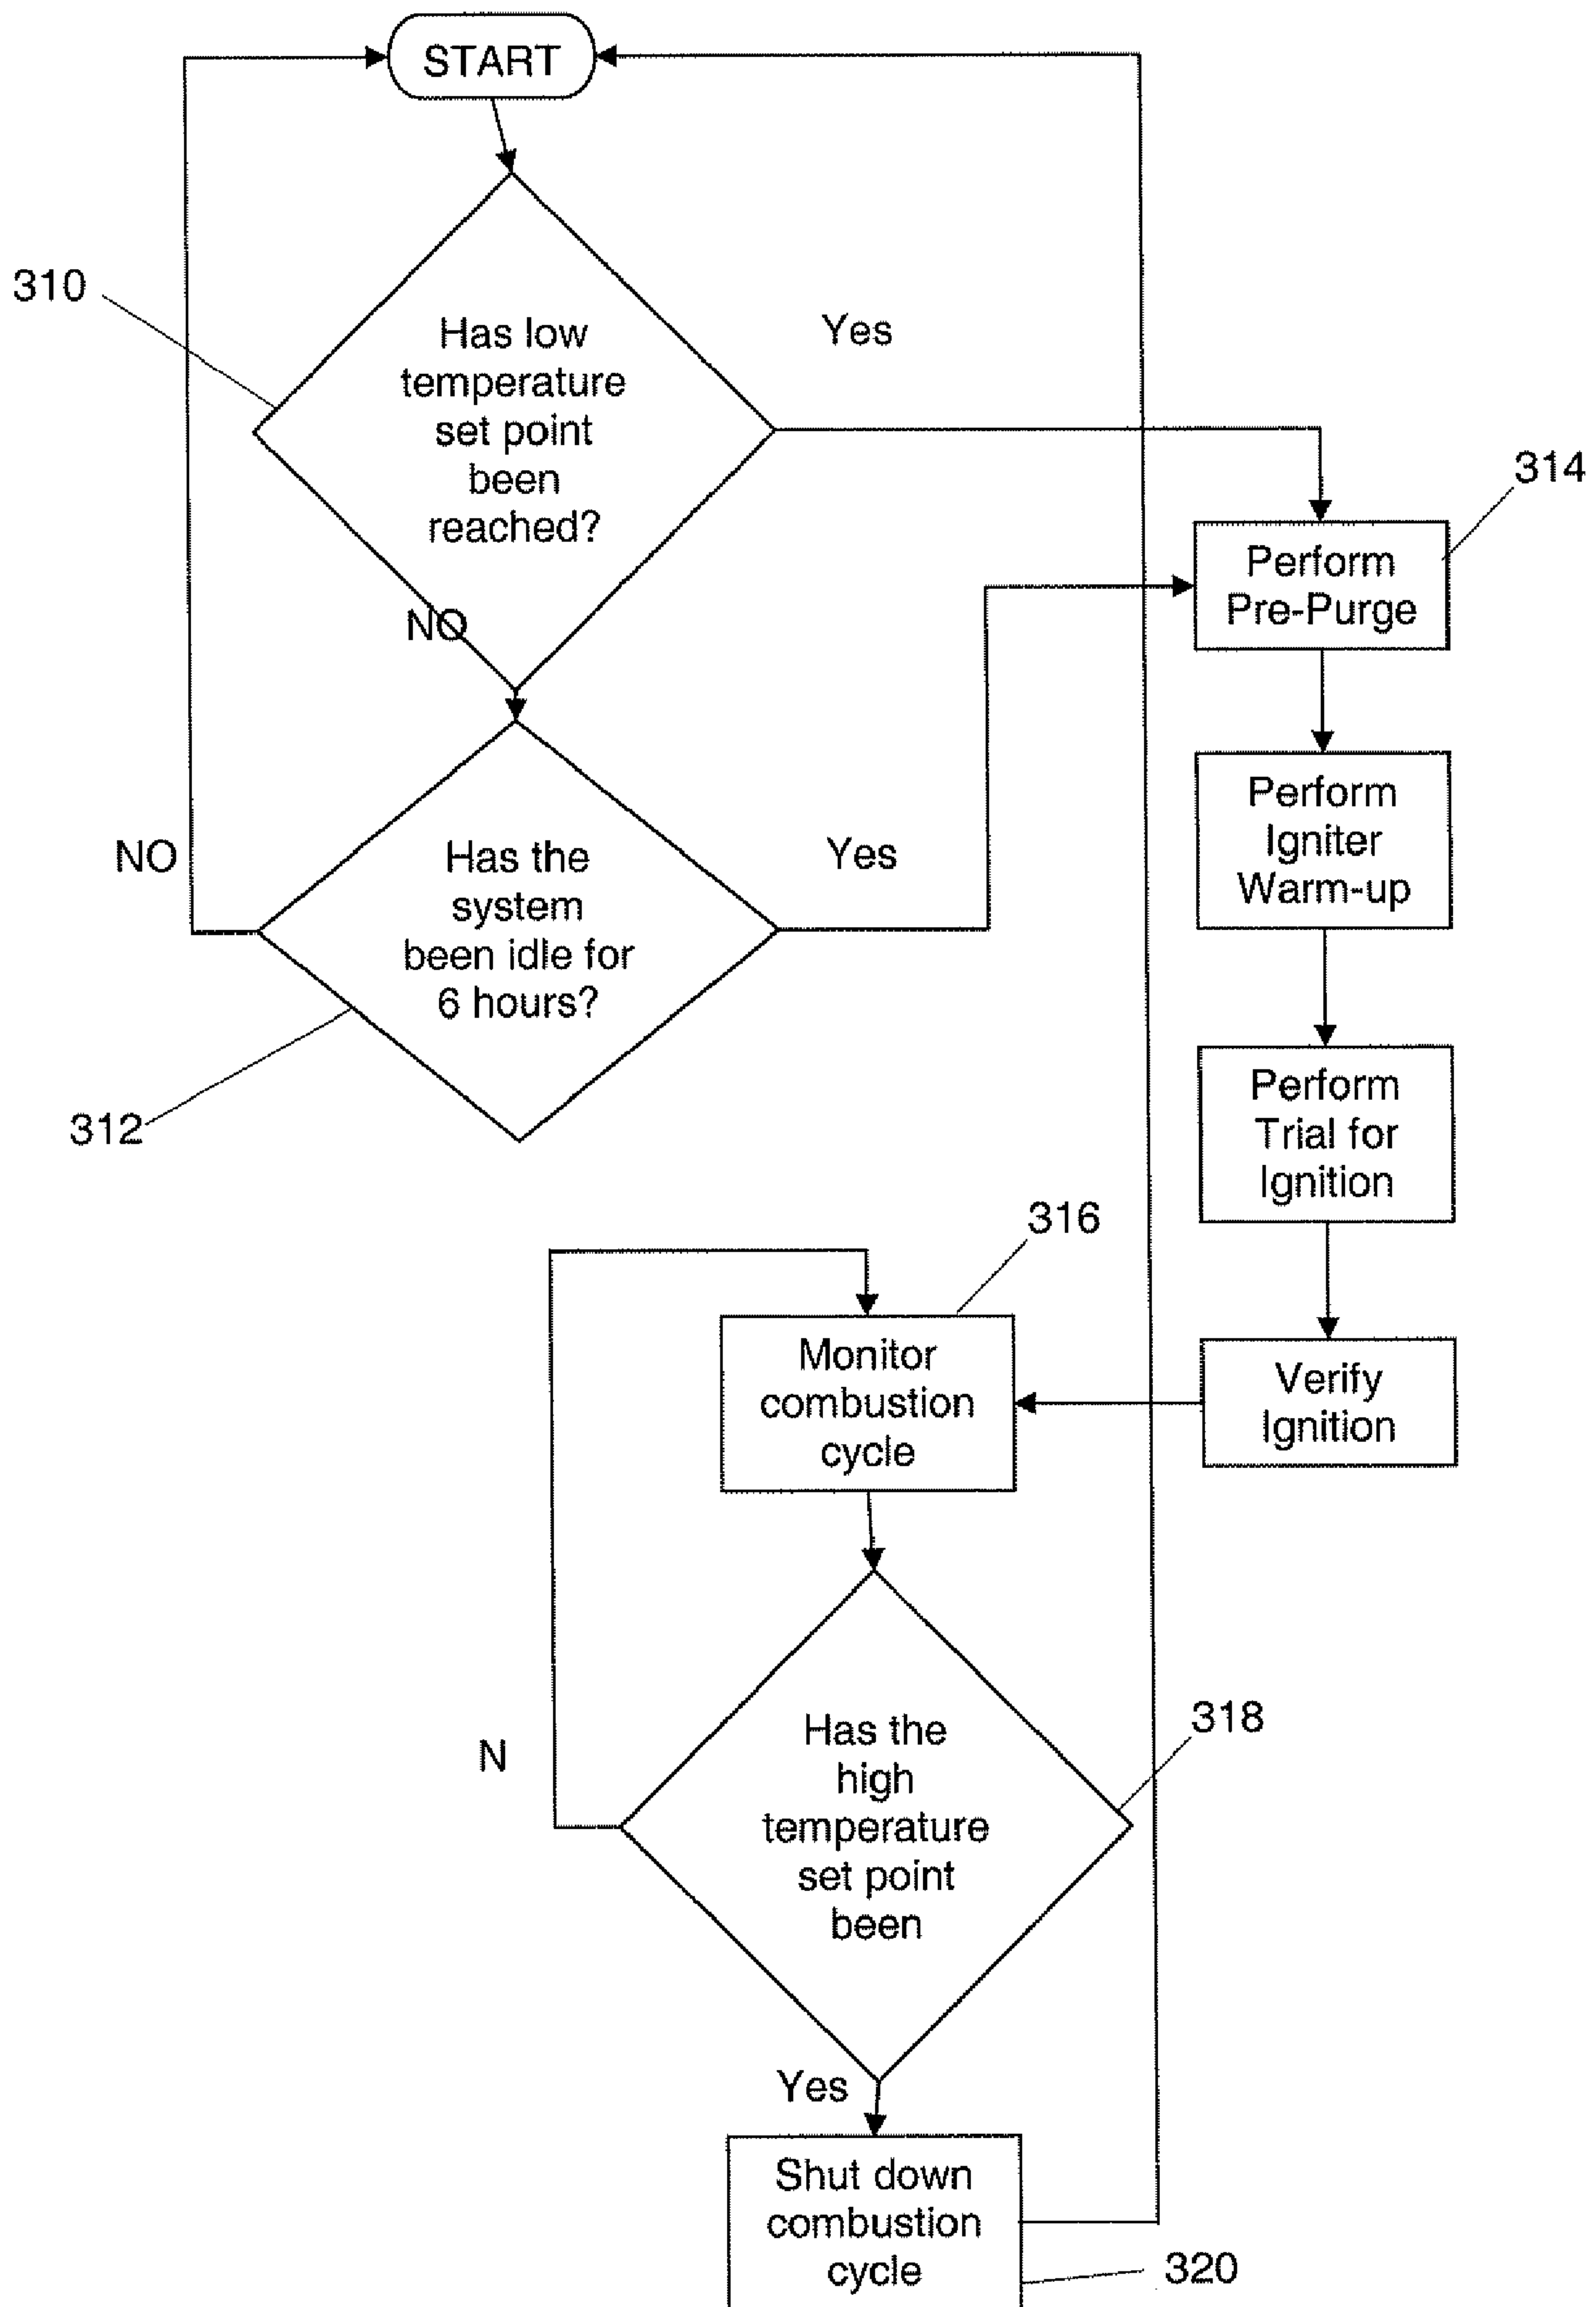 START
310
Has low
temperature
set point
been
reached?
Yes
NO
314
Perform
Pre-Purge
Perform
Igniter
Warm-up
NO
Has the
system
been idle for
6 hours?
Yes
312
Perform
Trial for
Ignition
316
Monitor
combustion
cycle
Verify
Ignition
N
Has the
high
temperature
set point
been
318
Yes
Shut down
combustion
cycle
320